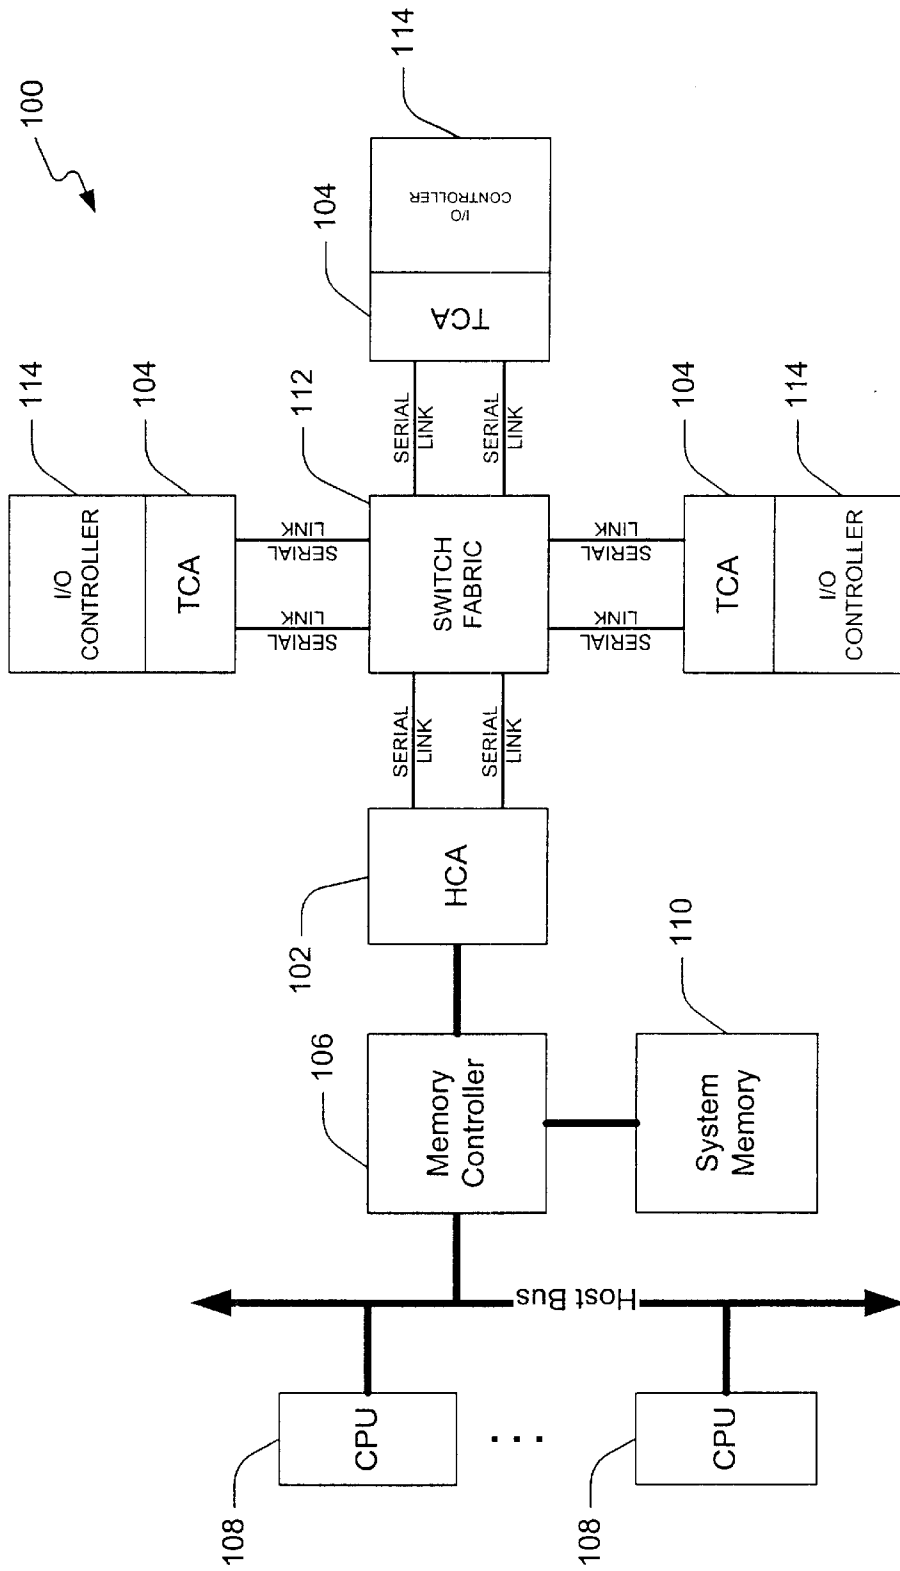 100
114
I/O
CONTROLLER
104
TCA
104
114
TCA
I/O
CONTROLLER
SERIAL
LINK
SERIAL
LINK
112
SWITCH
FABRIC
SERIAL
LINK
SERIAL
LINK
104
114
TCA
I/O
CONTROLLER
SERIAL
LINK
SERIAL
LINK
SERIAL
LINK
SERIAL
LINK
102
HCA
106
Memory
Controller
110
System
Memory
Host Bus
108
CPU
. . .
108
CPU